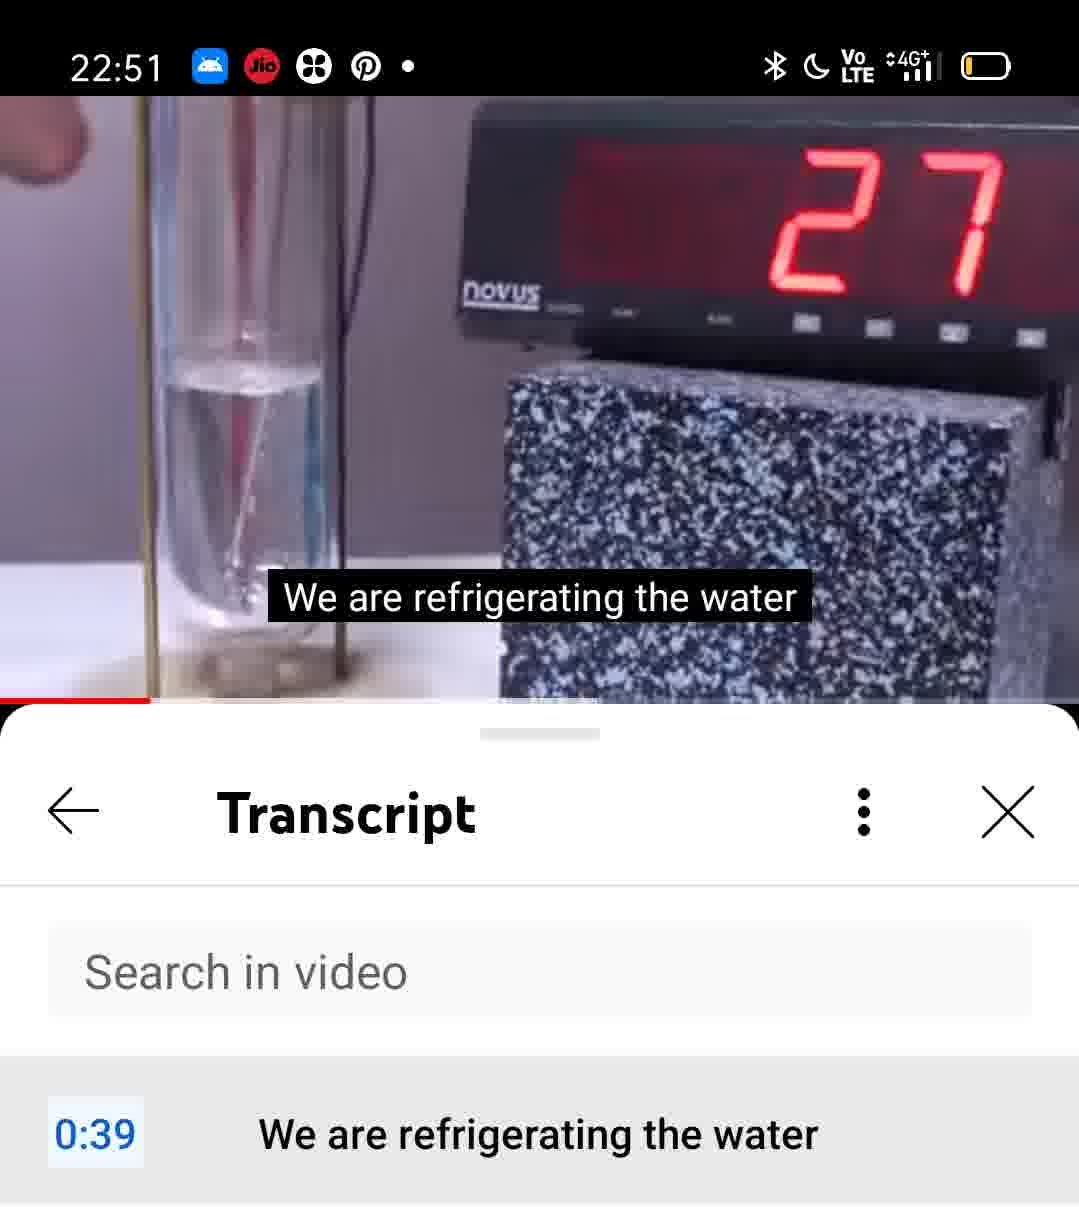 22:51
Jio
Vo
LTE
4G+
27
novus
We are refrigerating the water
Transcript
Search in video
0:39
We are refrigerating the water